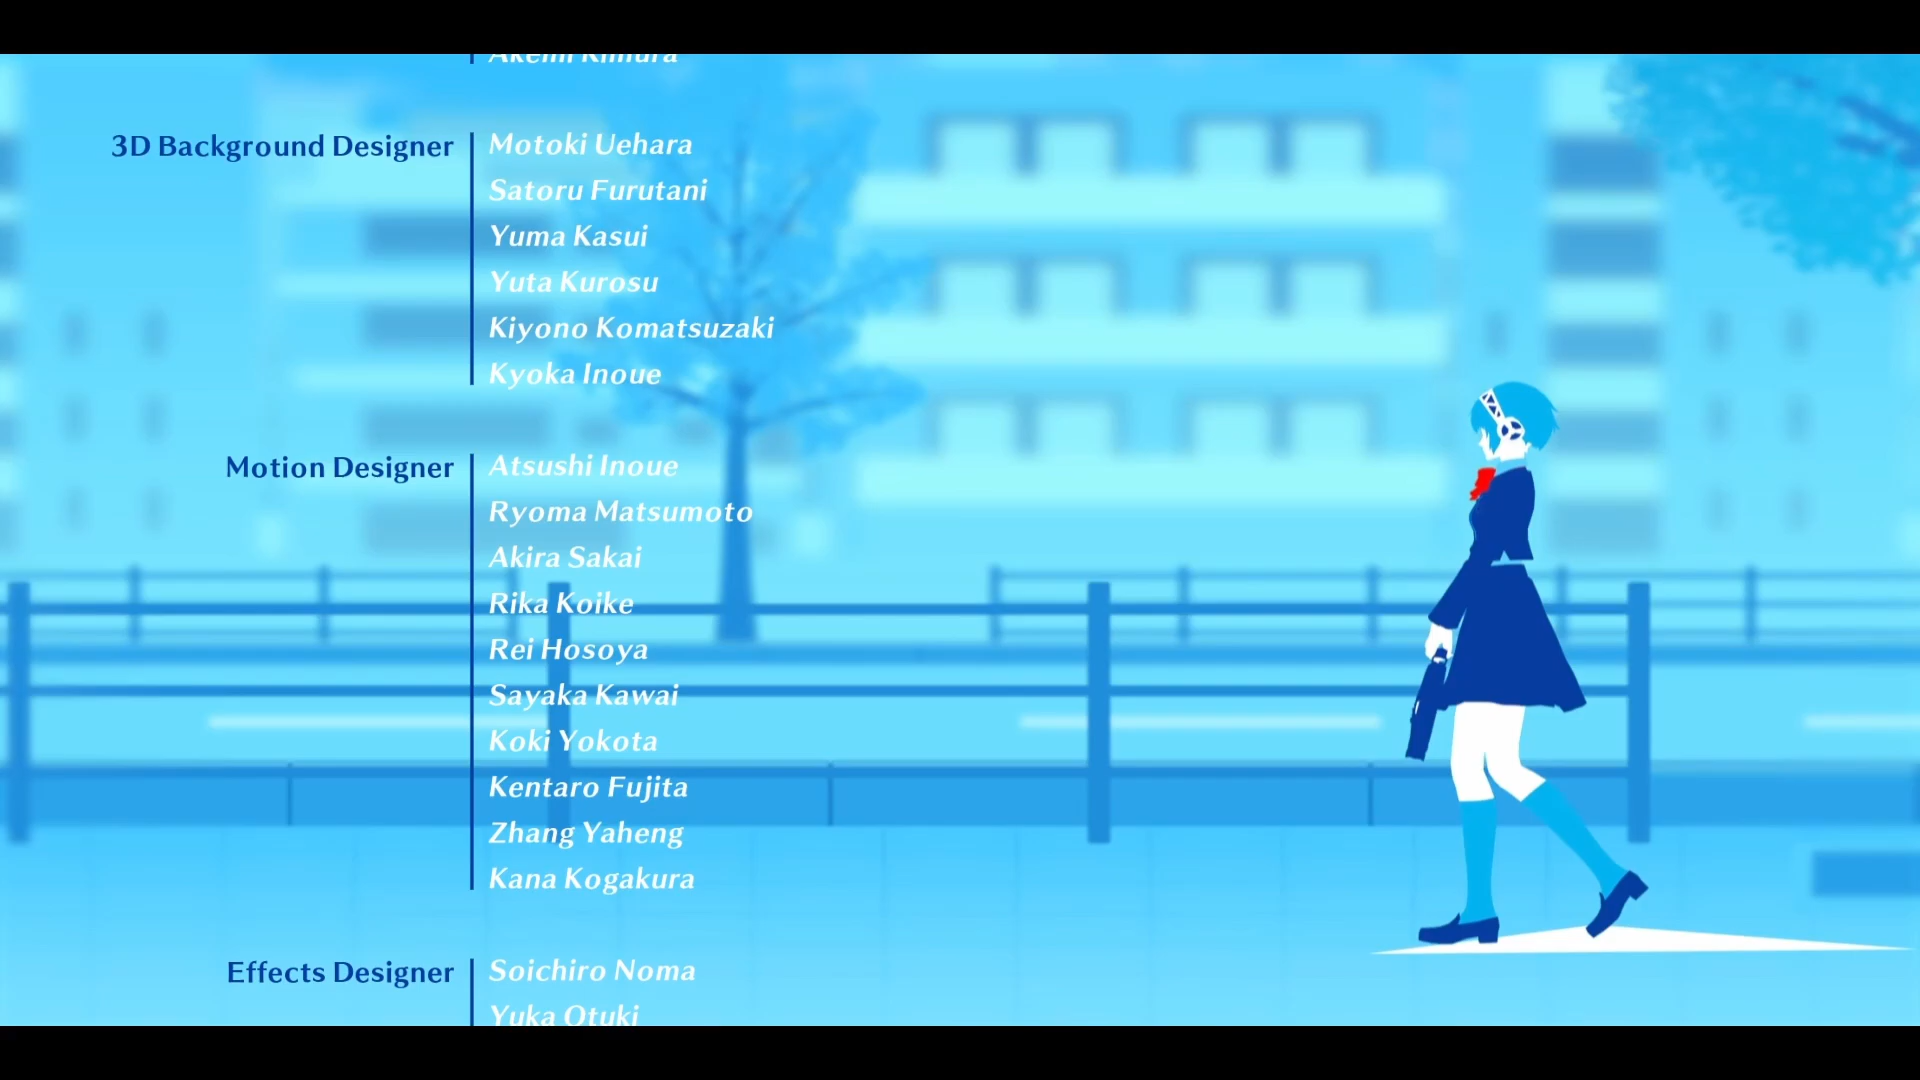 Akemi Kimura
3D Background Designer
Motoki Uehara
Satoru Furutani
Yuma Kasui
Yuta Kurosu
Kiyono Komatsuzaki
Kyoka Inoue
Motion Designer
Atsushi Inoue
Ryoma Matsumoto
Akira Sakai
Rika Koike
Rei Hosoya
Sayaka Kawai
Koki Yokota
Kentaro Fujita
Zhang Yaheng
Kana Kogakura
Effects Designer
Soichiro Noma
Yuka Otuki